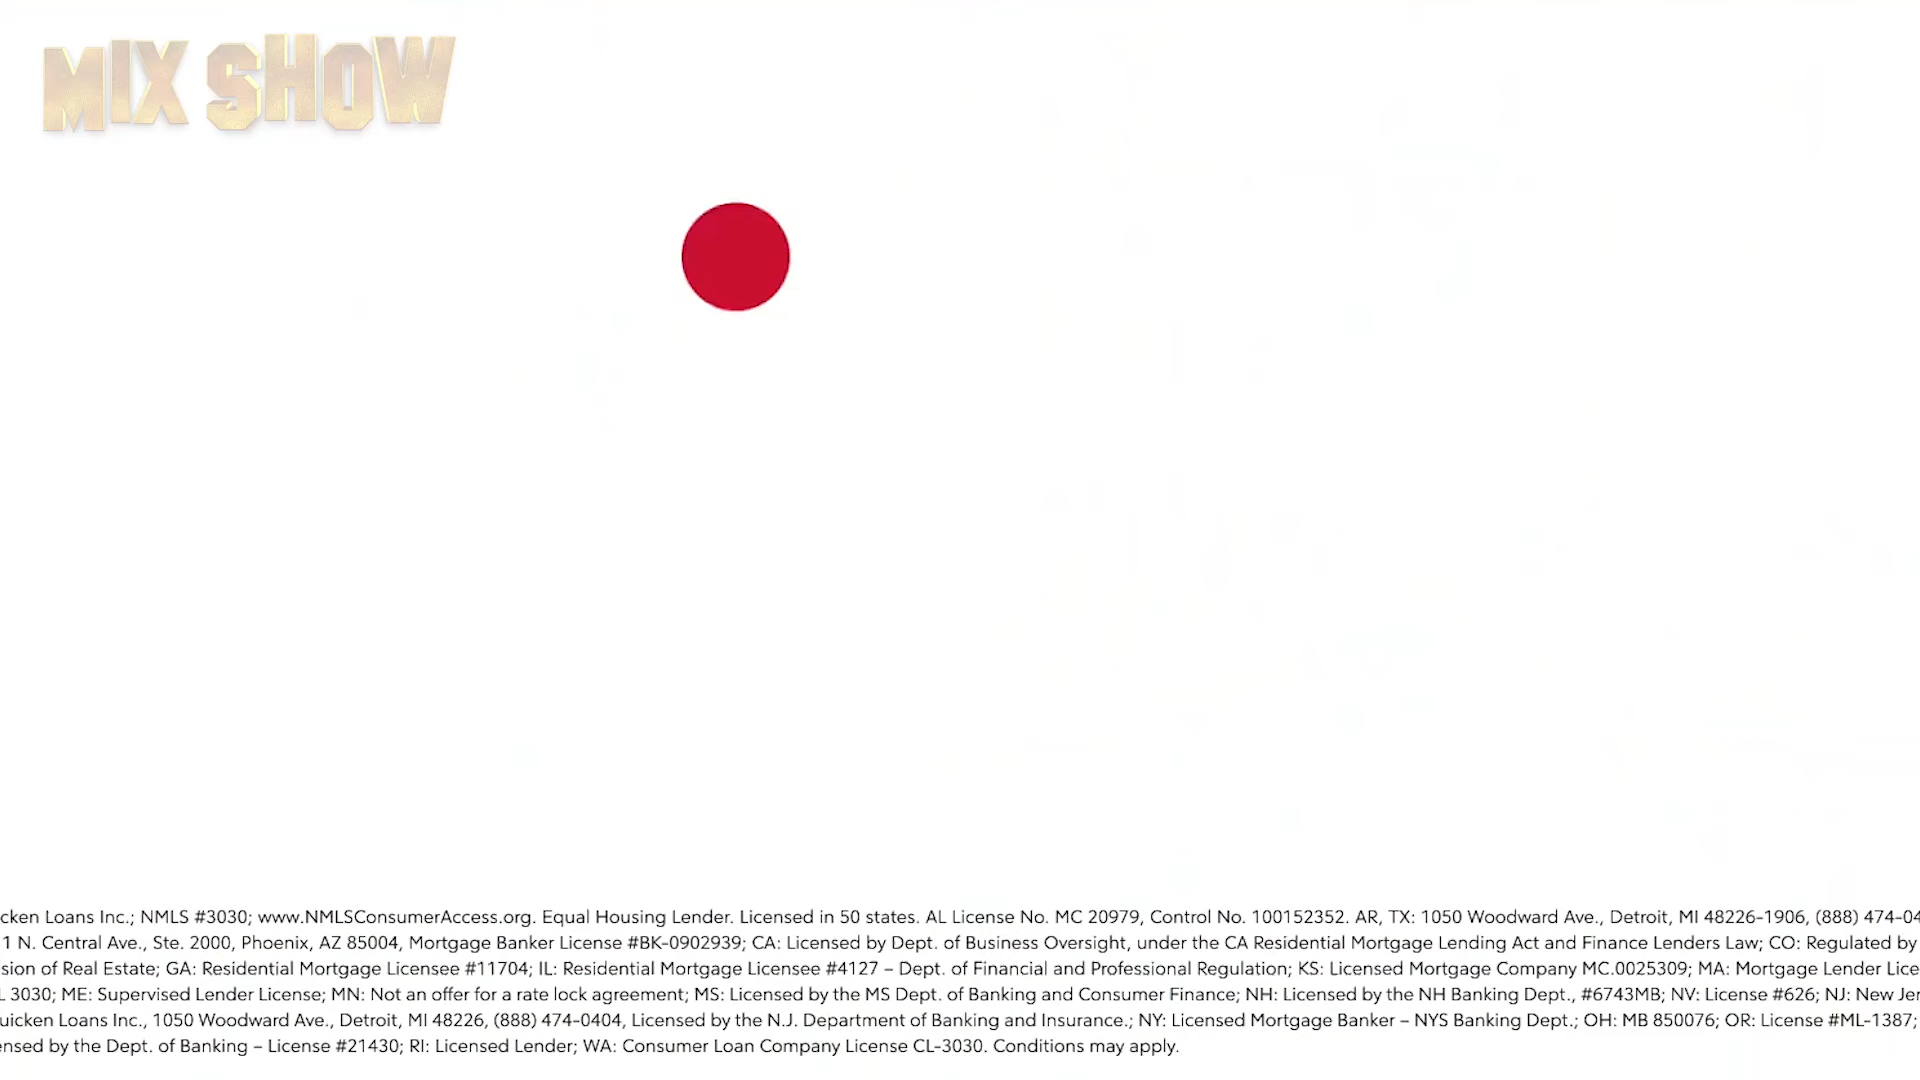 MIX SHOW
cken Loans Inc.; NMLS #3030; www.NMLSConsumerAccess.org. Equal Housing Lender. Licensed in 50 states. AL License No. MC 20979, Control No. 100152352. AR, TX: 1050 Woodward Ave., Detroit, MI 48226-1906, (888) 474-04
1 N. Central Ave., Ste. 2000, Phoenix, AZ 85004, Mortgage Banker License #BK-0902939; CA: Licensed by Dept. of Business Oversight, under the CA Residential Mortgage Lending Act and Finance Lenders Law; CO: Regulated by
sion of Real Estate; GA: Residential Mortgage Licensee #11704; IL: Residential Mortgage Licensee #4127 – Dept. of Financial and Professional Regulation; KS: Licensed Mortgage Company MC.0025309; MA: Mortgage Lender Lice
L 3030; ME: Supervised Lender License; MN: Not an offer for a rate lock agreement; MS: Licensed by the MS Dept. of Banking and Consumer Finance; NH: Licensed by the NH Banking Dept., #6743MB; NV: License #626; NJ: New Jer
uicken Loans Inc., 1050 Woodward Ave., Detroit, MI 48226, (888) 474-0404, Licensed by the N.J. Department of Banking and Insurance.; NY: Licensed Mortgage Banker – NYS Banking Dept.; OH: MB 850076; OR: License #ML-1387;
ensed by the Dept. of Banking – License #21430; RI: Licensed Lender; WA: Consumer Loan Company License CL-3030. Conditions may apply.